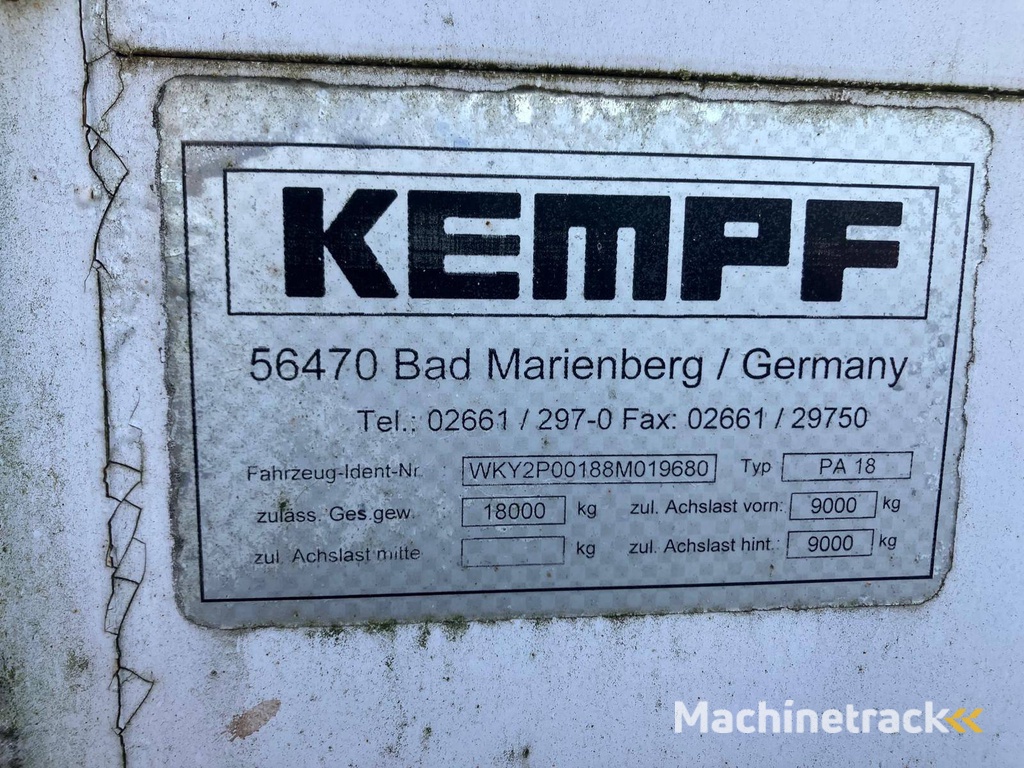 KEMPF
56470 Bad Marienberg / Germany
Tel.: 02661 / 297-0 Fax: 02661 / 29750
Fahrzeug-Ident-Nr. WKY2P00188M019680 Typ PA 18
zuläss. Ges.gew. 18000 kg zul. Achslast vorn: 9000 kg
zul. Achslast mitte kg zul. Achslast hint.: 9000 kg
Machinetrack